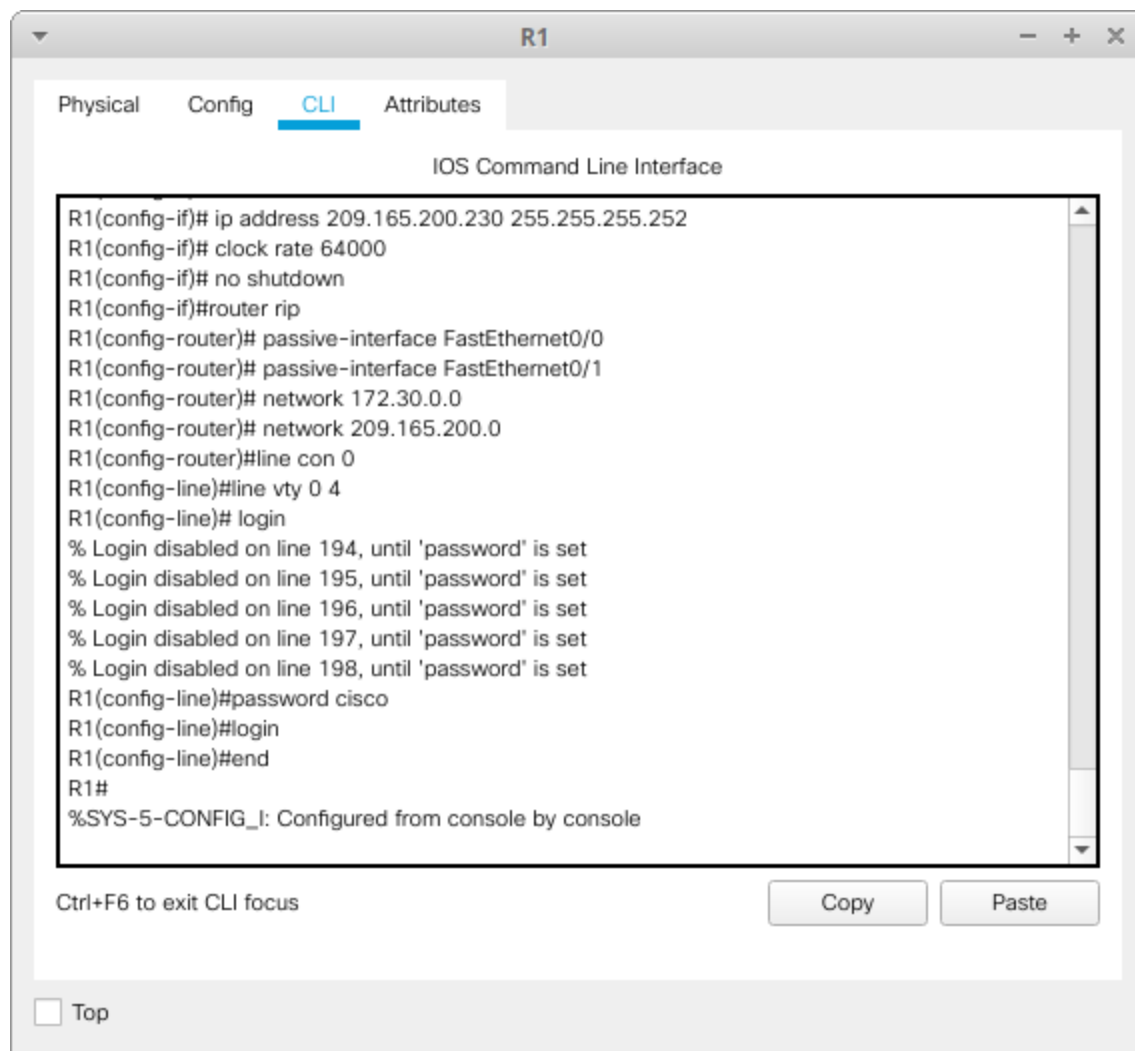 R1
Physical Config CLI Attributes
IOS Command Line Interface
R1(config-if)# ip address 209.165.200.230 255.255.255.252
R1(config-if)# clock rate 64000
R1(config-if)# no shutdown
R1(config-if)#router rip
R1(config-router)# passive-interface FastEthernet0/0
R1(config-router)# passive-interface FastEthernet0/1
R1(config-router)# network 172.30.0.0
R1(config-router)# network 209.165.200.0
R1(config-router)#line con 0
R1(config-line)#line vty 0 4
R1(config-line)# login
% Login disabled on line 194, until 'password' is set
% Login disabled on line 195, until 'password' is set
% Login disabled on line 196, until 'password' is set
% Login disabled on line 197, until 'password' is set
% Login disabled on line 198, until 'password' is set
R1(config-line)#password cisco
R1(config-line)#login
R1(config-line)#end
R1#
%SYS-5-CONFIG_I: Configured from console by console
Ctrl+F6 to exit CLI focus
Copy Paste
Top